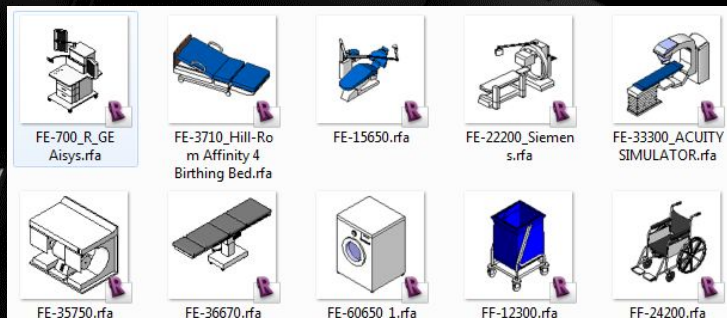 FE-700_R_GE
Aisys.rfa
FE-3710_Hill-Ro
m Affinity 4
Birthing Bed.rfa
FE-15650.rfa
FE-22200_Siemen
s.rfa
FE-33300_ACUITY
SIMULATOR.rfa
FE-35750.rfa
FE-36670.rfa
FE-60650_1.rfa
FF-12300.rfa
FF-24200.rfa